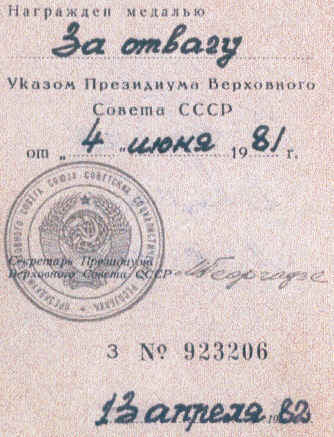 Награжден медалью
За отвагу
Указом Президиума Верховного
Совета СССР
от „ 4 " июня 1981 г.
Секретарь Президиума
Верховного Совета СССР
МГеоргадзе
З № 923206
13 апреля 1982